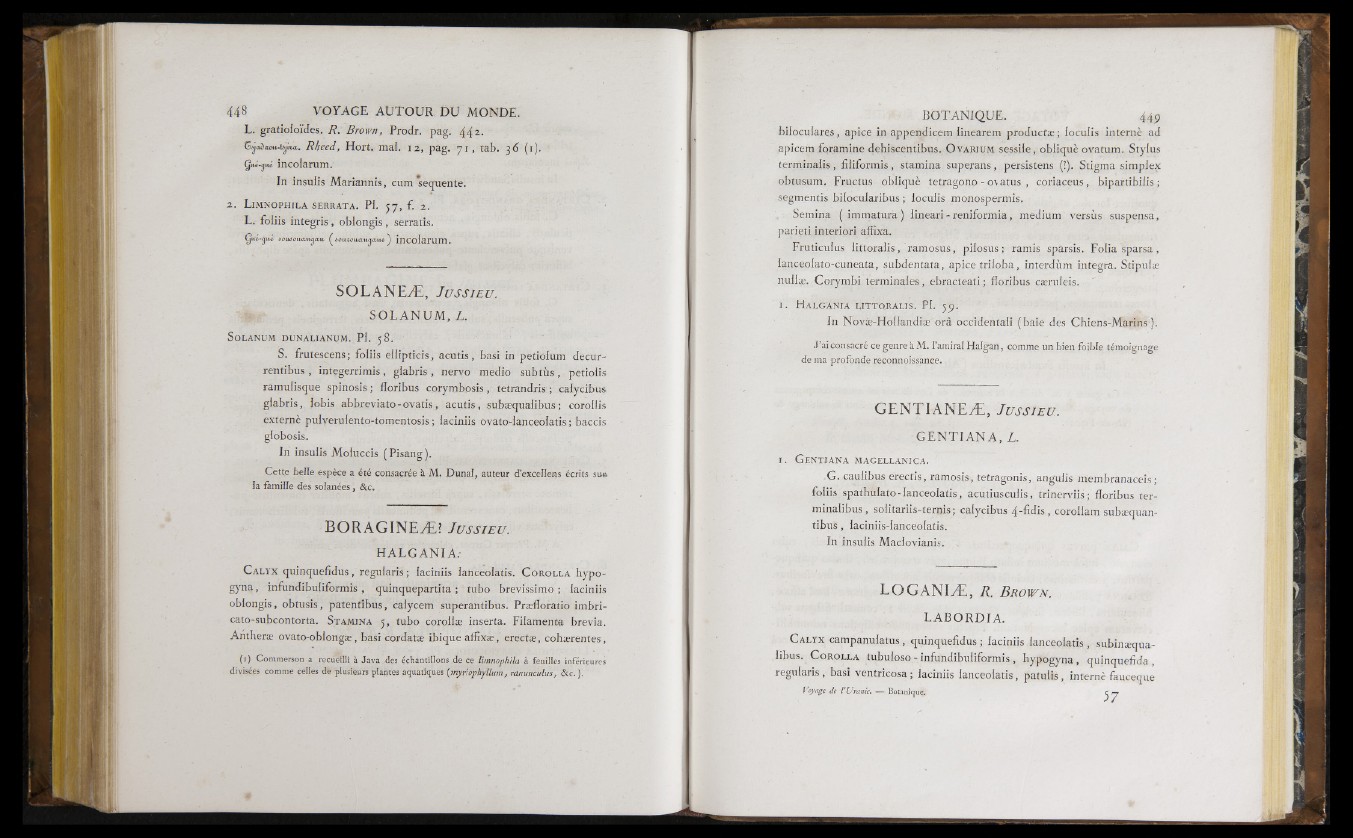 448 VOYAGE AUTOUR DU MONDE.
L. gratioloïdes. R. Brown, Prodr. pag. 442.
Rheed, Hort. mal. 12, pag. 71, tab. 36 (1).
incolarum.
In insulis Mariannis, cum sequente.
2. LIMNOPHILA SERRATA. Pl. 57, f. 2.
L. foliis integris, oblongis, serratis.
incolarum.
SOLANEÆ, JUSSIEU.
SOLANUM, L.
SOLANUM DUNALIANUM. Pl. 58.
S. frutescens; foliis ellipticis, acutis, basi in petiolum decur-
rentibus, integerrimis, glabris, nervo medio subtùs, petiolis
ramulisque spinosis; floribus corymbosis, tetrandris; calycibus
glabris, lobis abbreviato-ovatis, acutis, subæqualibus; corollis
externè pulverulento-tomentosis; laciniis ovato-lanceolatis; baccis
globosis.
In insulis Moluccis (Pisang).
Cette belle espèce a été consacrée à M. Dunal, auteur d'excellens écrits sur
la famille des solanées, &c.
BORAGINEÆ? JUSSIEU.
HALGANIA.
CALYX quinquefidus, regularis; laciniis lanceolatis. COROLLA hypo-
gyna, infundibuliformis, quinquepartita; tubo brevissimo; laciniis
oblongis, obtusis, patentibus, calycem superantibus. Præfloratio imbri-
cato-subcontorta. STAMINA 5, tubo corollæ inserta. Filamenta brevia.
Antheræ ovato-oblongæ, basi cordatæ ibique affixæ, erectæ, cohærentes,
(1) Commerson a recueilli à Java des échantillons de ce limnophila à feuilles inférieures
divisées comme celles de plusieurs plantes aquatiques (myriophyllum, ranunculus, &c.).
BOTANIQUE. 449
biloculares, apice in appendicem linearem productæ; loculis internè ad
apicem foramine dehiscentibus. OVARIUM sessile, obliquè ovatum. Stylus
terminalis, filiformis, stamina superans, persistens (!). Stigma simplex
obtusum. Fructus obliquè tetragono-ovatus, coriaceus, bipartibilis;
segmentis bilocularibus; loculis monospermis.
Semina (immatura) lineari-reniformia, medium versùs suspensa,
parieti interiori affixa.
Fruticulus littoralis, ramosus, pilosus; ramis sparsis. Folia sparsa,
lanceolato-cuneata, subdentata, apice triloba, interdùm integra. Stipulæ
nullæ. Corymbi terminales, ebracteati; floribus cæruleis.
1. HALGANIA LITTORALIS. Pl. 59.
In Novæ-Hollandiæ orâ occidentali (baie des Chiens-Marins).
J'ai consacré ce genre à M. l'amiral Halgan, comme un bien foible témoignage
de ma profonde reconnoissance.
GENTIANEÆ, JUSSIEU.
GENTIANA, L.
1. GENTIANA MAGELLANICA.
G. caulibus erectis, ramosis, tetragonis, angulis membranaceis;
foliis spathulato-lanceolatis, acutiusculis, trinerviis; floribus ter-
minalibus, solitariis-ternis; calycibus 4-fidis, corollam subæquan-
tibus, laciniis-lanceolatis.
In insulis Maclovianis.
LOGANIÆ, R. BROWN.
LABORDIA.
CALYX campanulatus, quinquefidus; laciniis lanceolatis, subinæqua-
libus. COROLLA tubuloso-infundibuliformis, hypogyna, quinquefida,
regularis, basi ventricosa; laciniis lanceolatis, patulis, internè fauceque
Voyage de l'Uranie. — Botanique. 57